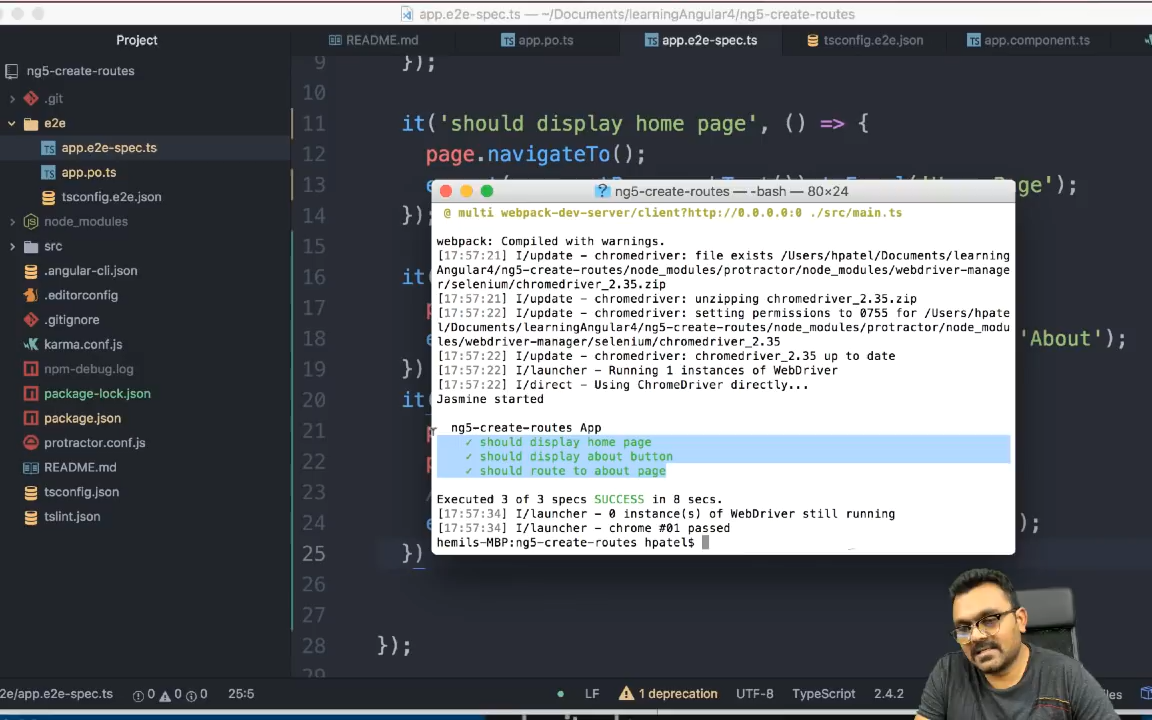 app.e2e-spec.ts — ~/Documents/learningAngular4/ng5-create-routes
Project
README.md
app.po.ts
app.e2e-spec.ts
tsconfig.e2e.json
app.component.ts
ng5-create-routes
.git
e2e
app.e2e-spec.ts
app.po.ts
tsconfig.e2e.json
node_modules
src
.angular-cli.json
.editorconfig
.gitignore
karma.conf.js
npm-debug.log
package-lock.json
package.json
protractor.conf.js
README.md
tsconfig.json
tslint.json
9 });
10
11 it('should display home page', () => {
12 page.navigateTo();
13 Page');
14 });
15
16 it(
17
18 'About');
19 })
20 it(
21
22
23
24 );
25 })
26
27
28 });
29
ng5-create-routes — -bash — 80×24
@ multi webpack-dev-server/client?http://0.0.0.0:0 ./src/main.ts
webpack: Compiled with warnings.
[17:57:21] I/update - chromedriver: file exists /Users/hpatel/Documents/learning
Angular4/ng5-create-routes/node_modules/protractor/node_modules/webdriver-manage
r/selenium/chromedriver_2.35.zip
[17:57:21] I/update - chromedriver: unzipping chromedriver_2.35.zip
[17:57:21] I/update - chromedriver: setting permissions to 0755 for /Users/hpate
l/Documents/learningAngular4/ng5-create-routes/node_modules/protractor/node_modu
les/webdriver-manager/selenium/chromedriver_2.35
[17:57:22] I/update - chromedriver: chromedriver_2.35 up to date
[17:57:22] I/launcher - Running 1 instances of WebDriver
[17:57:22] I/direct - Using ChromeDriver directly...
Jasmine started
ng5-create-routes App
✓ should display home page
✓ should display about button
✓ should route to about page
Executed 3 of 3 specs SUCCESS in 8 secs.
[17:57:34] I/launcher - 0 instance(s) of WebDriver still running
[17:57:34] I/launcher - chrome #01 passed
hemils-MBP:ng5-create-routes hpatel$
2e/app.e2e-spec.ts 0 0 0 25:5
LF 1 deprecation UTF-8 TypeScript 2.4.2 les